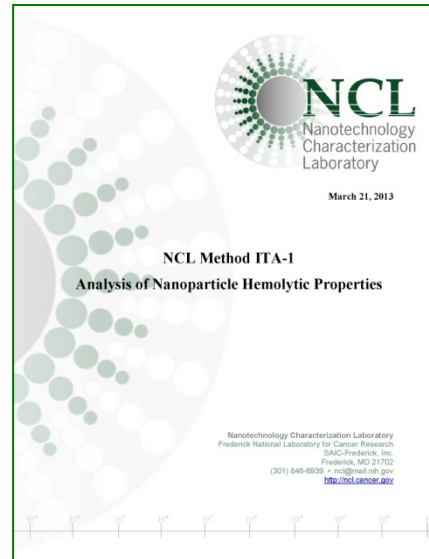 NCL
Nanotechnology
Characterization
Laboratory
March 21, 2013
NCL Method ITA-1
Analysis of Nanoparticle Hemolytic Properties
Nanotechnology Characterization Laboratory
Frederick National Laboratory for Cancer Research
SAIC-Frederick, Inc.
Frederick, MD 21702
(301) 846-6939 • ncl@mail.nih.gov
http://ncl.cancer.gov